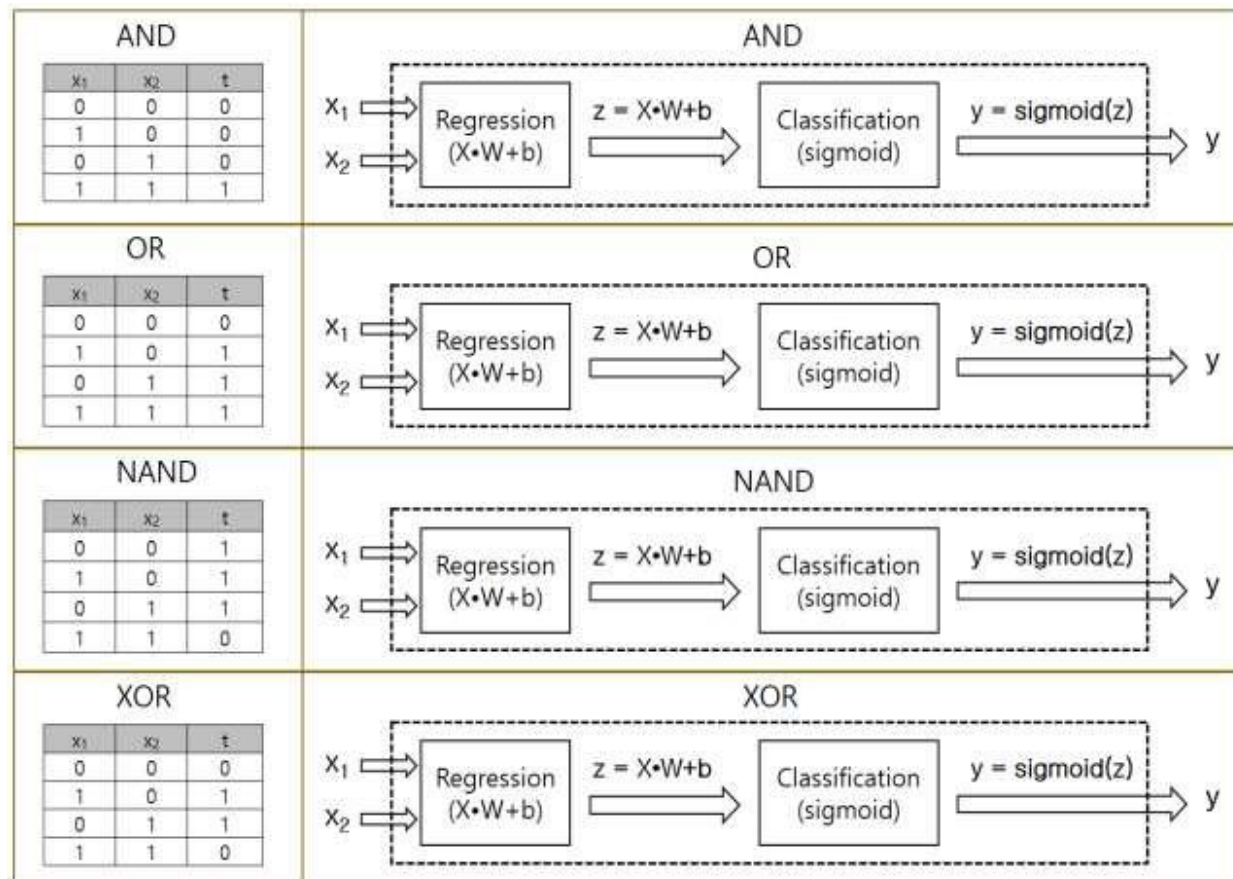 AND
x₁ x₂ t
0 0 0
1 0 0
0 1 0
1 1 1
AND
x₁
x₂
Regression
(X•W+b)
z = X•W+b
Classification
(sigmoid)
y = sigmoid(z)
y
OR
x₁ x₂ t
0 0 0
1 0 1
0 1 1
1 1 1
OR
x₁
x₂
Regression
(X•W+b)
z = X•W+b
Classification
(sigmoid)
y = sigmoid(z)
y
NAND
x₁ x₂ t
0 0 1
1 0 1
0 1 1
1 1 0
NAND
x₁
x₂
Regression
(X•W+b)
z = X•W+b
Classification
(sigmoid)
y = sigmoid(z)
y
XOR
x₁ x₂ t
0 0 0
1 0 1
0 1 1
1 1 0
XOR
x₁
x₂
Regression
(X•W+b)
z = X•W+b
Classification
(sigmoid)
y = sigmoid(z)
y